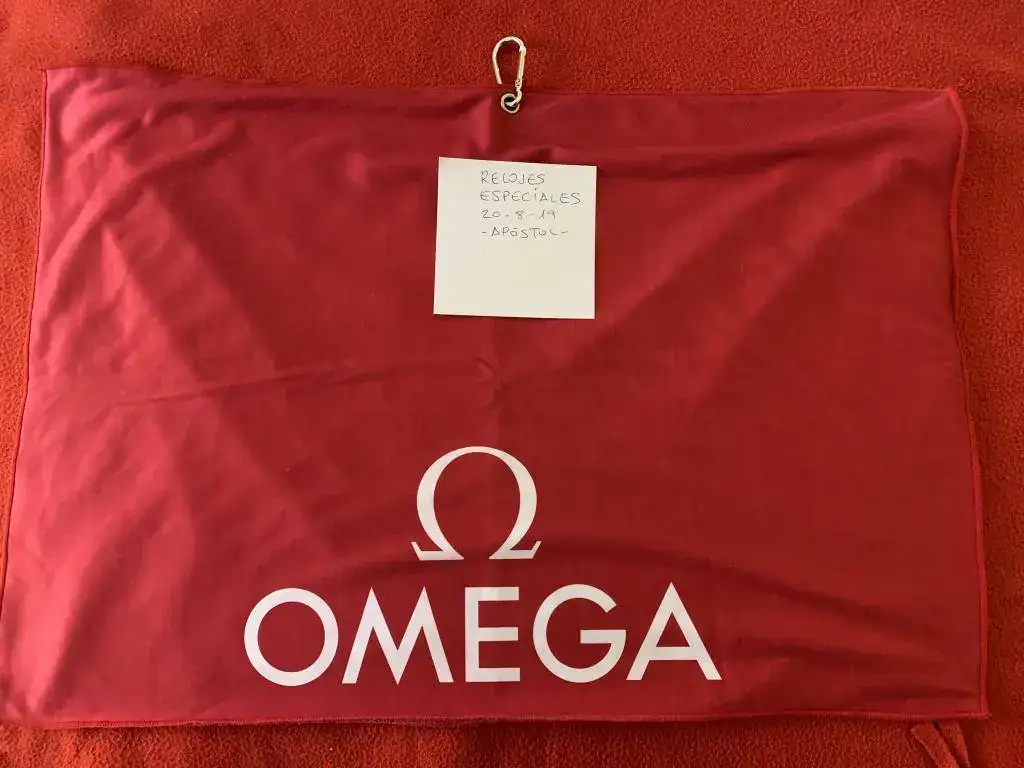 RELOJES
ESPECIALES
20-8-19
-APÓSTOL-
Ω
OMEGA